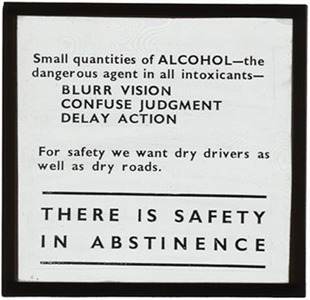 Small quantities of ALCOHOL—the
dangerous agent in all intoxicants—
BLURR VISION
CONFUSE JUDGMENT
DELAY ACTION
For safety we want dry drivers as
well as dry roads.
THERE IS SAFETY
IN ABSTINENCE